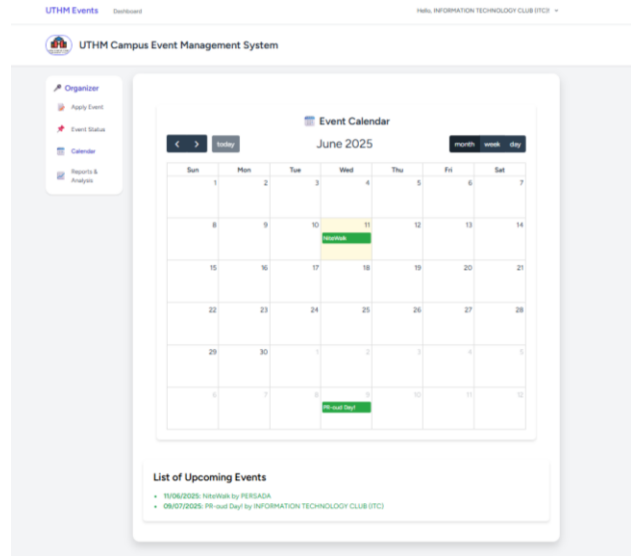 UTHM Events Dashboard Hello, INFORMATION TECHNOLOGY CLUB (ITC)!
UTHM Campus Event Management System
Organizer
Apply Event
Event Status
Calendar
Reports &
Analysis
Event Calendar
today June 2025 month week day
Sun Mon Tue Wed Thu Fri Sat
1 2 3 4 5 6 7
8 9 10 11 12 13 14
NiteWalk
15 16 17 18 19 20 21
22 23 24 25 26 27 28
29 30 1 2 3 4 5
6 7 8 9 10 11 12
PR-oud Day!
List of Upcoming Events
11/06/2025: NiteWalk by PERSADA
09/07/2025: PR-oud Day! by INFORMATION TECHNOLOGY CLUB (ITC)